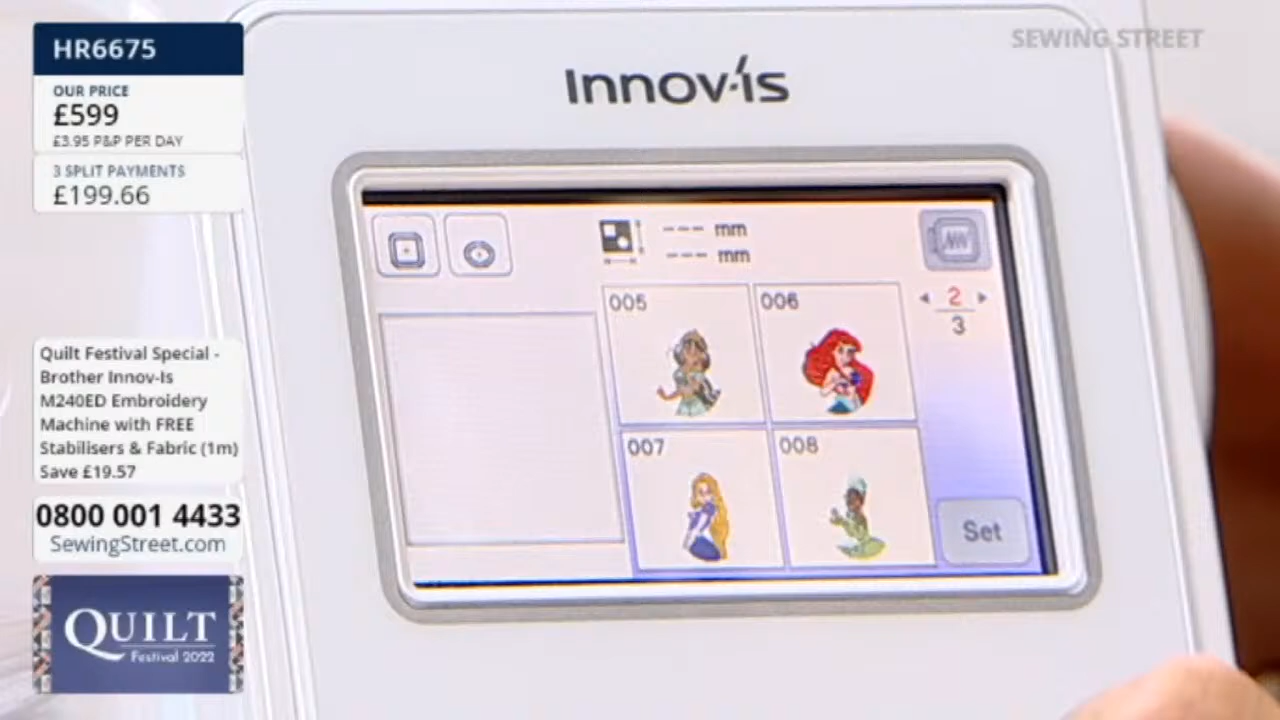 HR6675
OUR PRICE
£599
£3.95 P&P PER DAY
3 SPLIT PAYMENTS
£199.66
Quilt Festival Special -
Brother Innov-Is
M240ED Embroidery
Machine with FREE
Stabilisers & Fabric (1m)
Save £19.57
0800 001 4433
SewingStreet.com
QUILT
Festival 2022
SEWING STREET
Innov-ís
--- mm
--- mm
005
006
2
3
007
008
Set